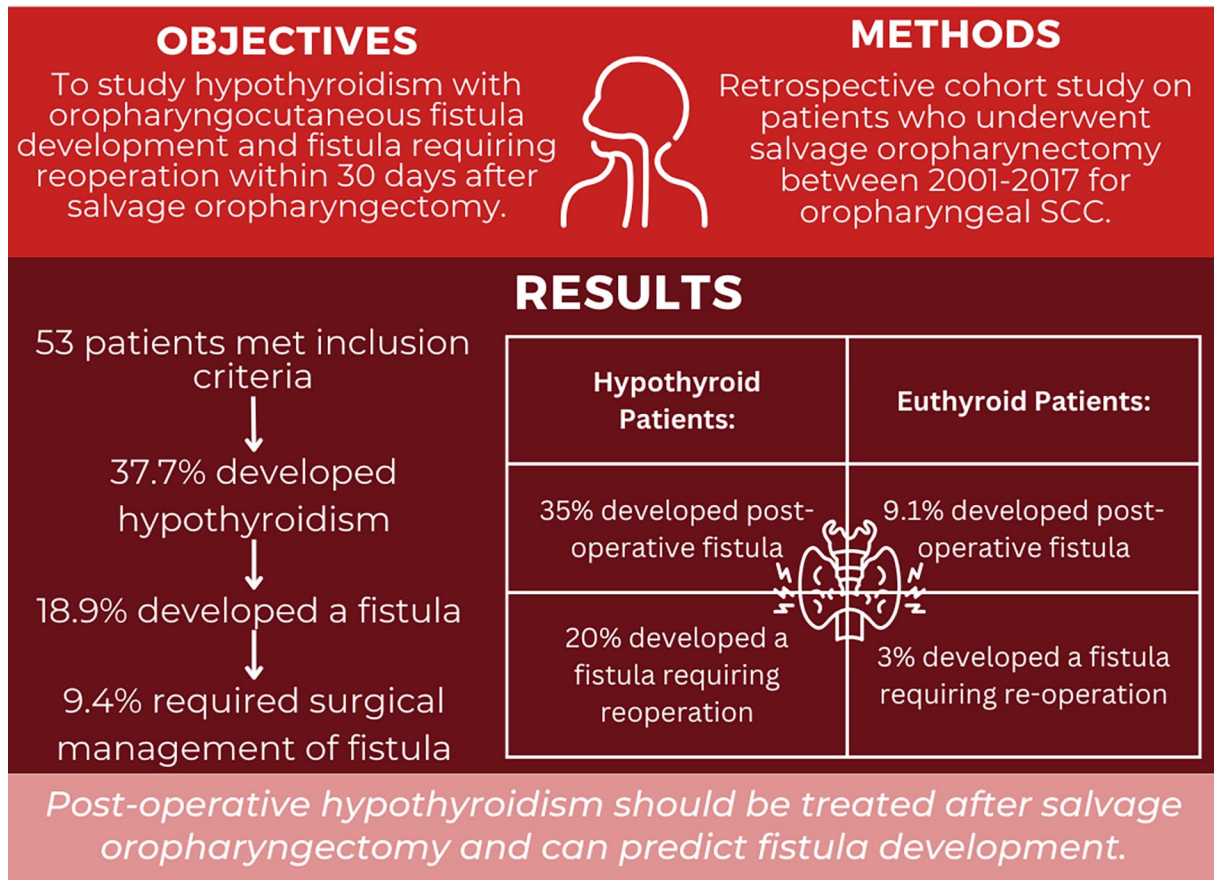 OBJECTIVES
To study hypothyroidism with
oropharyngocutaneous fistula
development and fistula requiring
reoperation within 30 days after
salvage oropharyngectomy.
METHODS
Retrospective cohort study on
patients who underwent
salvage oropharynectomy
between 2001-2017 for
oropharyngeal SCC.
RESULTS
53 patients met inclusion
criteria
37.7% developed
hypothyroidism
18.9% developed a fistula
9.4% required surgical
management of fistula
Hypothyroid
Patients:
Euthyroid Patients:
35% developed post-
operative fistula
9.1% developed post-
operative fistula
20% developed a
fistula requiring
reoperation
3% developed a fistula
requiring re-operation
Post-operative hypothyroidism should be treated after salvage
oropharyngectomy and can predict fistula development.